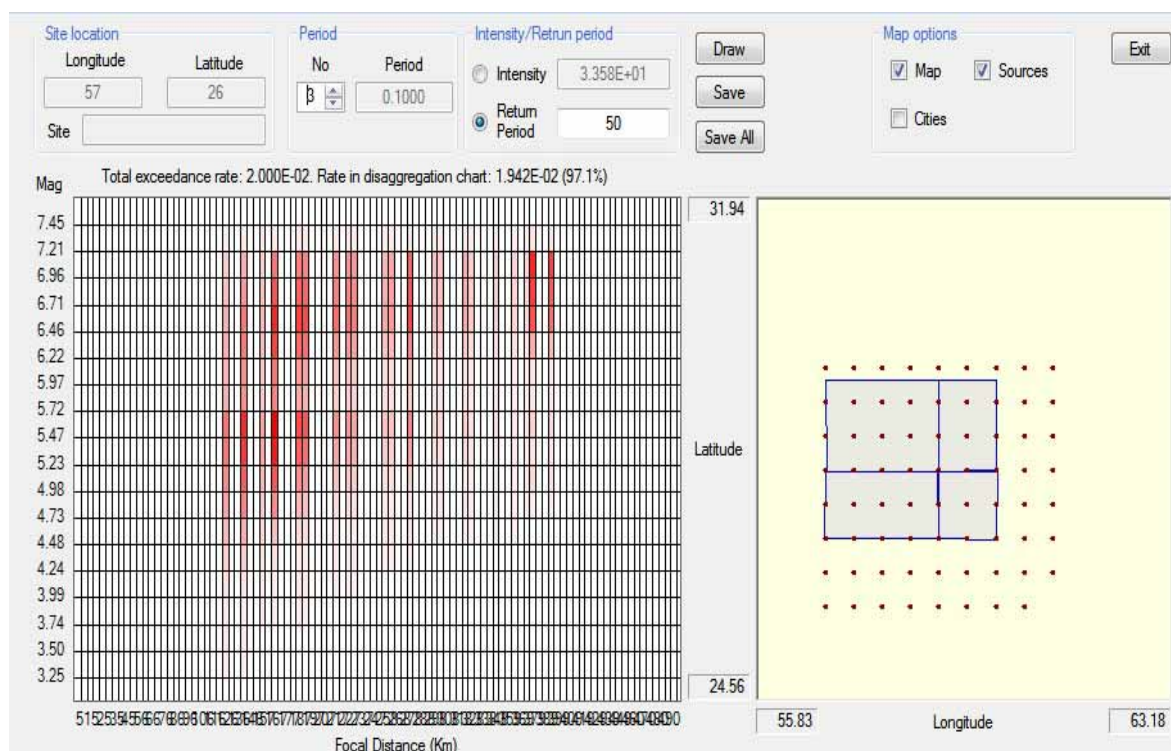 Site location
Period
Intensity/Retrun period
Map options
Longitude
Latitude
57
26
Site
No
Period
3
0.1000
Intensity
3.358E+01
Return Period
50
Draw
Save
Save All
Map
Sources
Cities
Exit
Total exceedance rate: 2.000E-02. Rate in disaggregation chart: 1.942E-02 (97.1%)
Mag
7.45
7.21
6.96
6.71
6.46
6.22
5.97
5.72
5.47
5.23
4.98
4.73
4.48
4.24
3.99
3.74
3.50
3.25
Focal Distance (Km)
31.94
Latitude
24.56
55.83
Longitude
63.18